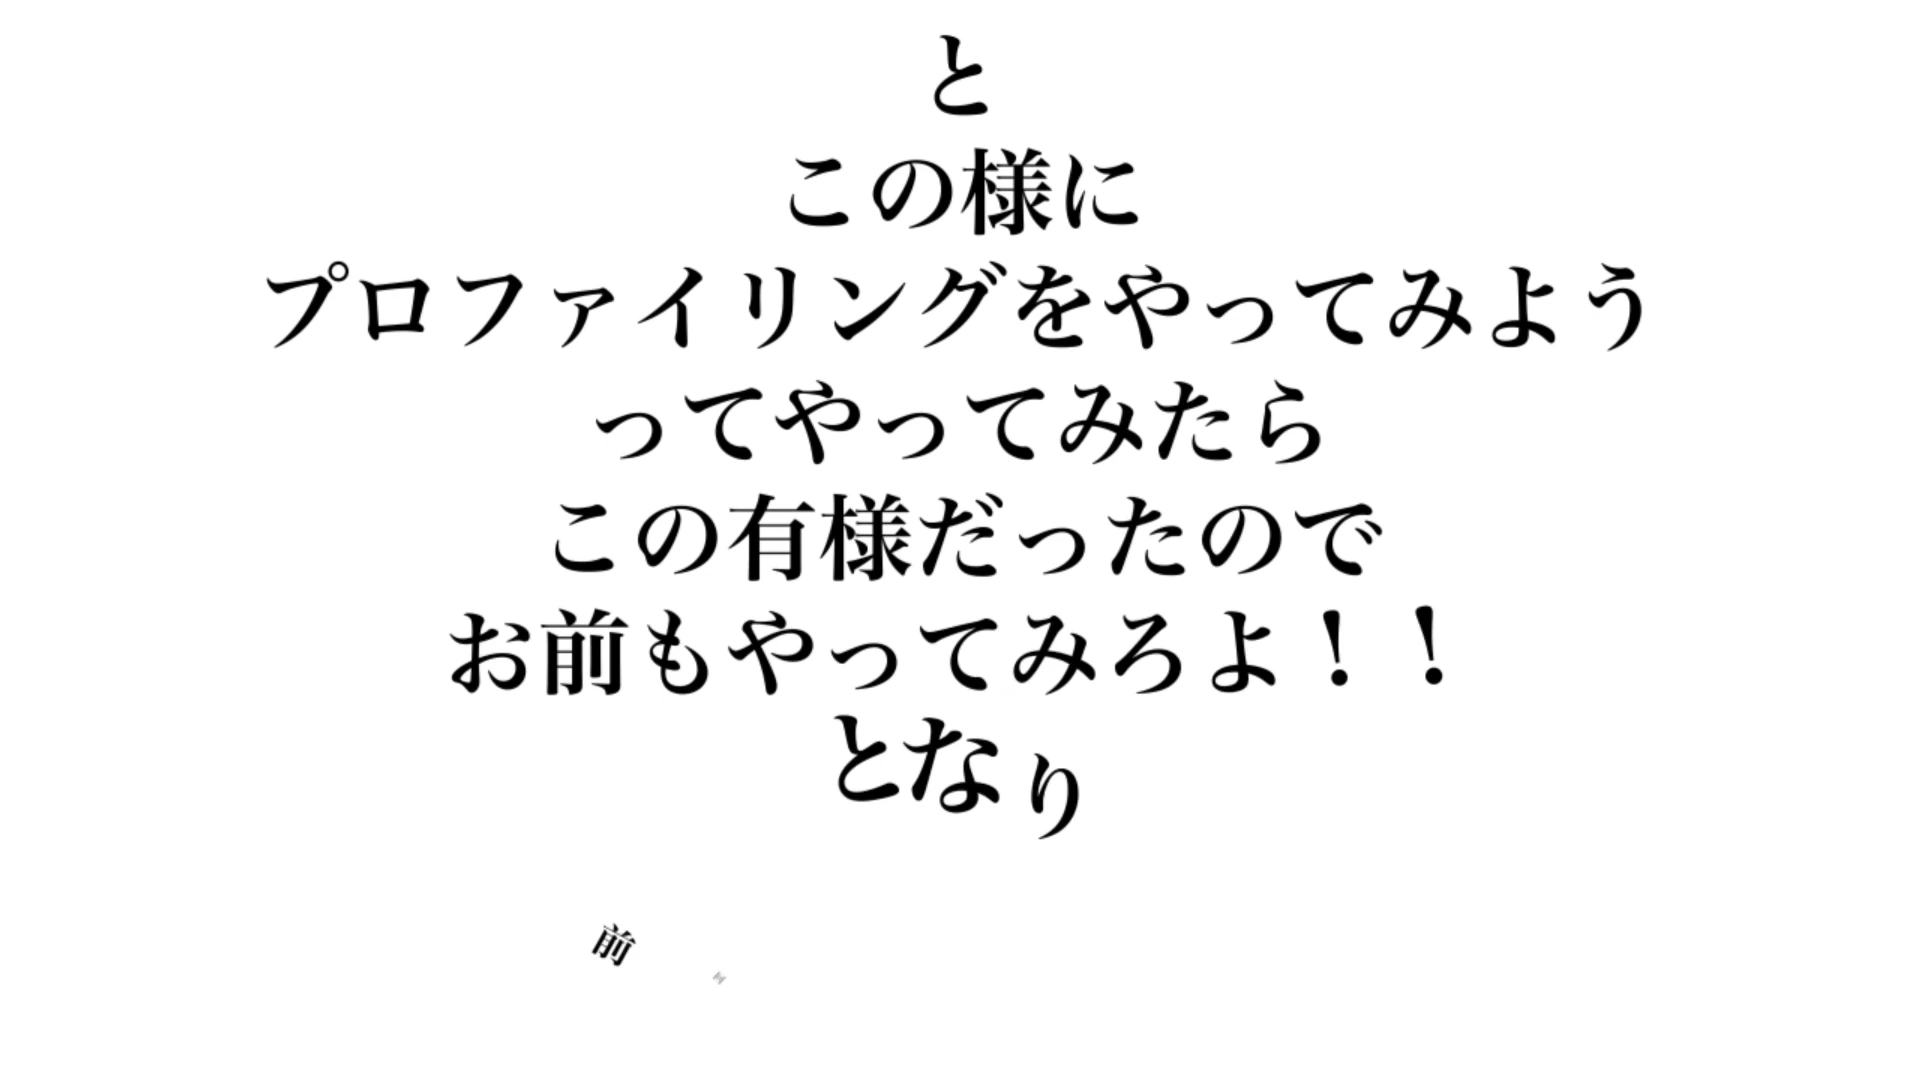 と
この様に
プロファイリングをやってみよう
ってやってみたら
この有様だったので
お前もやってみろよ！！
となり
前